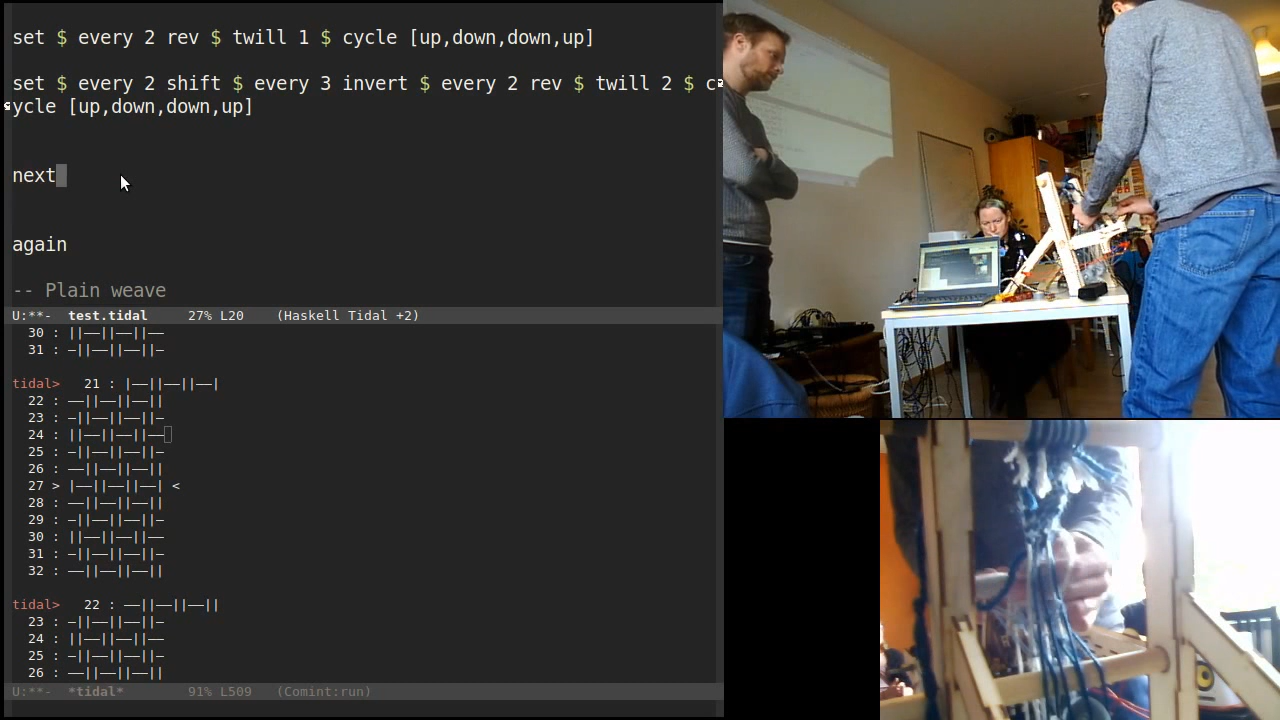 set $ every 2 rev $ twill 1 $ cycle [up,down,down,up]
set $ every 2 shift $ every 3 invert $ every 2 rev $ twill 2 $ c
ycle [up,down,down,up]
next
again
-- Plain weave
U:**-  test.tidal     27% L20    (Haskell Tidal +2)
30 : ||——||——||——
31 : —||——||——||—
tidal>   21 : |——||——||——|
22 : ——||——||——||
23 : —||——||——||—
24 : ||——||——||——
25 : —||——||——||—
26 : ——||——||——||
27 > |——||——||——| <
28 : ——||——||——||
29 : —||——||——||—
30 : ||——||——||——
31 : —||——||——||—
32 : ——||——||——||
tidal>   22 : ——||——||——||
23 : —||——||——||—
24 : ||——||——||——
25 : —||——||——||—
26 : ——||——||——||
U:**-  *tidal*        91% L509   (Comint:run)